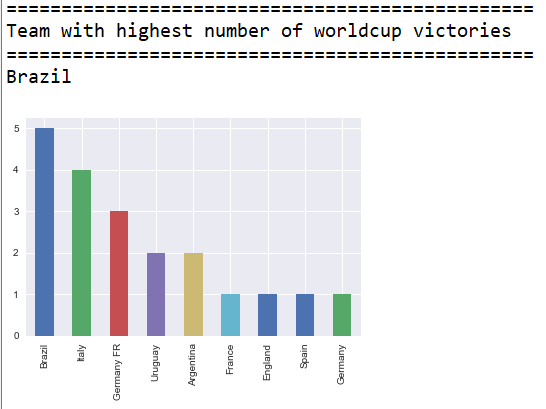 ==============================================
Team with highest number of worldcup victories
==============================================
Brazil
5
4
3
2
1
0
Brazil
Italy
Germany FR
Uruguay
Argentina
France
England
Spain
Germany